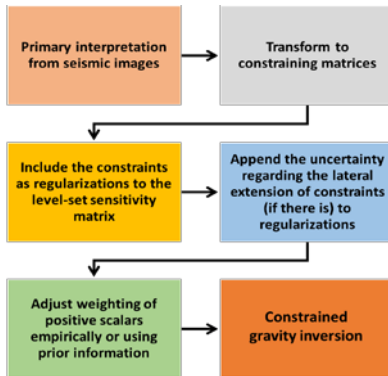 Primary interpretation
from seismic images
Transform to
constraining matrices
Include the constraints
as regularizations to the
level-set sensitivity
matrix
Append the uncertainty
regarding the lateral
extension of constraints
(if there is) to
regularizations
Adjust weighting of
positive scalars
empirically or using
prior information
Constrained
gravity inversion